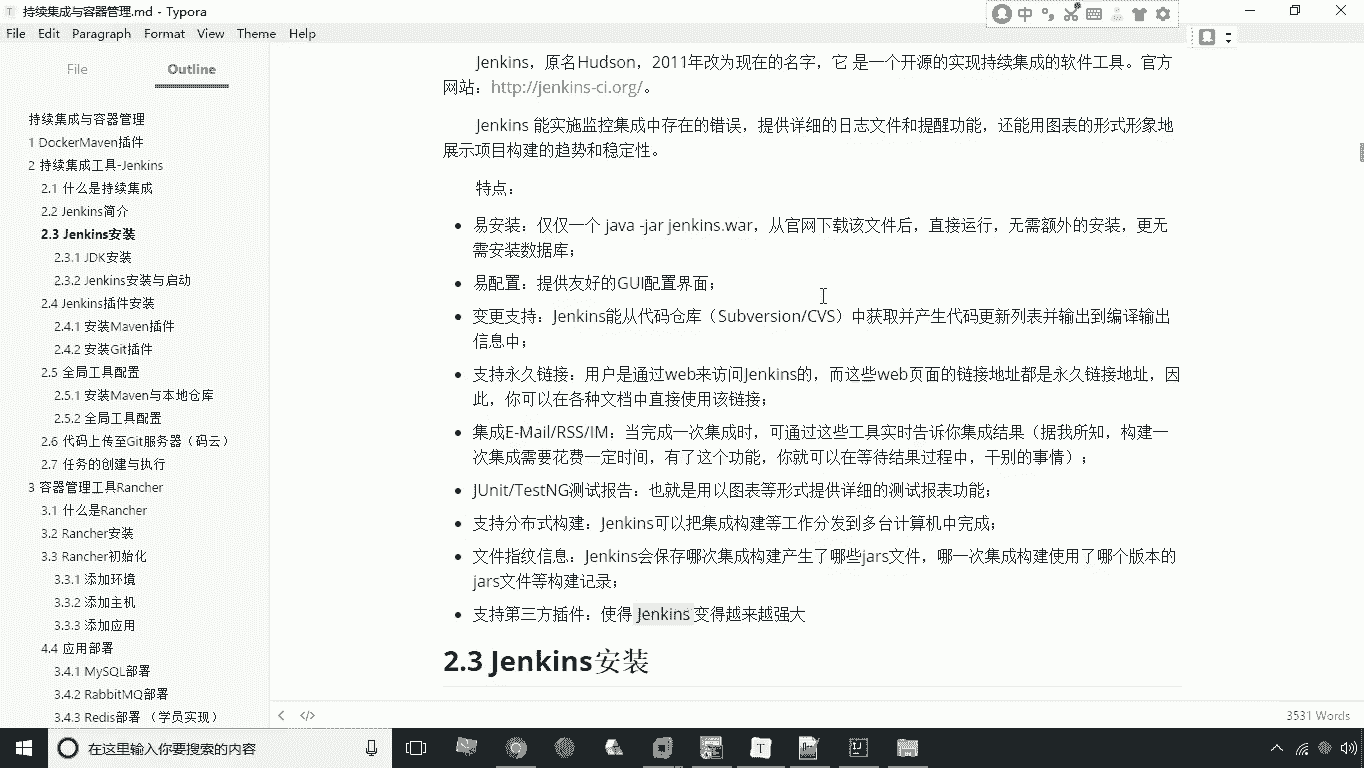 持续集成与容器管理.md - Typora
File Edit Paragraph Format View Theme Help
File Outline
持续集成与容器管理
1 DockerMaven插件
2 持续集成工具-Jenkins
2.1 什么是持续集成
2.2 Jenkins简介
2.3 Jenkins安装
2.3.1 JDK安装
2.3.2 Jenkins安装与启动
2.4 Jenkins插件安装
2.4.1 安装Maven插件
2.4.2 安装Git插件
2.5 全局工具配置
2.5.1 安装Maven与本地仓库
2.5.2 全局工具配置
2.6 代码上传至Git服务器（码云）
2.7 任务的创建与执行
3 容器管理工具Rancher
3.1 什么是Rancher
3.2 Rancher安装
3.3 Rancher初始化
3.3.1 添加环境
3.3.2 添加主机
3.3.3 添加应用
4.4 应用部署
3.4.1 MySQL部署
3.4.2 RabbitMQ部署
3.4.3 Redis部署 （学员实现）
中
Jenkins，原名Hudson，2011年改为现在的名字，它 是一个开源的实现持续集成的软件工具。官方
网站：http://jenkins-ci.org/。
Jenkins 能实施监控集成中存在的错误，提供详细的日志文件和提醒功能，还能用图表的形式形象地
展示项目构建的趋势和稳定性。
特点：
易安装：仅仅一个 java -jar jenkins.war，从官网下载该文件后，直接运行，无需额外的安装，更无
需安装数据库；
易配置：提供友好的GUI配置界面；
变更支持：Jenkins能从代码仓库（Subversion/CVS）中获取并产生代码更新列表并输出到编译输出
信息中；
支持永久链接：用户是通过web来访问Jenkins的，而这些web页面的链接地址都是永久链接地址，因
此，你可以在各种文档中直接使用该链接；
集成E-Mail/RSS/IM：当完成一次集成时，可通过这些工具实时告诉你集成结果（据我所知，构建一
次集成需要花费一定时间，有了这个功能，你就可以在等待结果过程中，干别的事情）；
JUnit/TestNG测试报告：也就是用以图表等形式提供详细的测试报表功能；
支持分布式构建：Jenkins可以把集成构建等工作分发到多台计算机中完成；
文件指纹信息：Jenkins会保存哪次集成构建产生了哪些jars文件，哪一次集成构建使用了哪个版本的
jars文件等构建记录；
支持第三方插件：使得 Jenkins 变得越来越强大
2.3 Jenkins安装
3531 Words
在这里输入你要搜索的内容